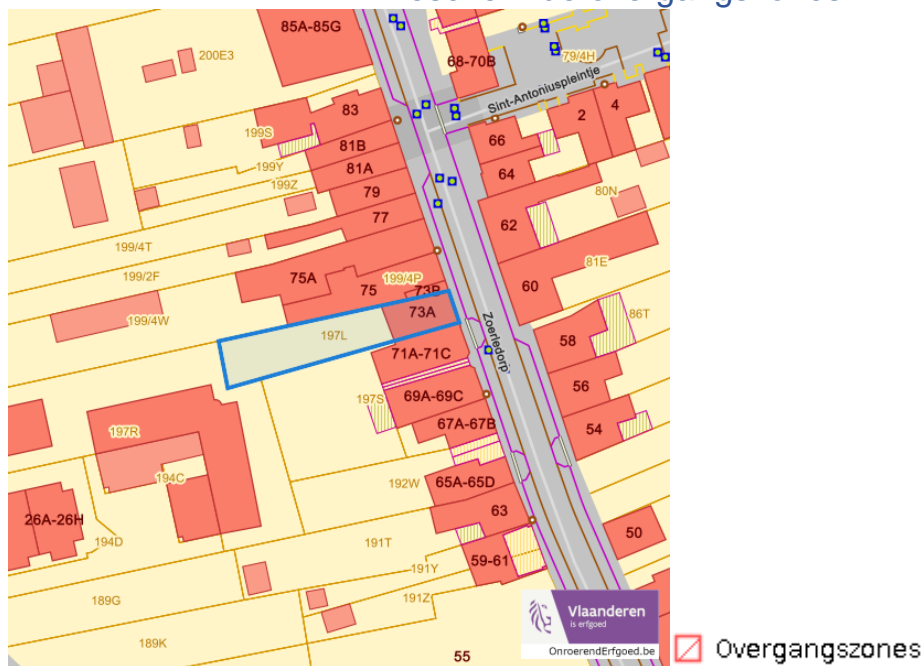 85A-85G
200E3
68-70B
79/4H
Sint-Antoniuspleintje
83
2
4
199S
81B
66
199Y
81A
64
199Z
79
80N
77
62
199/4T
81E
199/2F
75A
199/4P
75
73B
60
73A
86T
199/4W
197L
Zoerledorp
58
71A-71C
56
197S
69A-69C
67A-67B
54
197R
194C
192W
65A-65D
26A-26H
63
50
194D
191T
59-61
191Y
189G
191Z
Vlaanderen
is erfgoed
189K
55
OnroerendErfgoed.be
Overgangszones